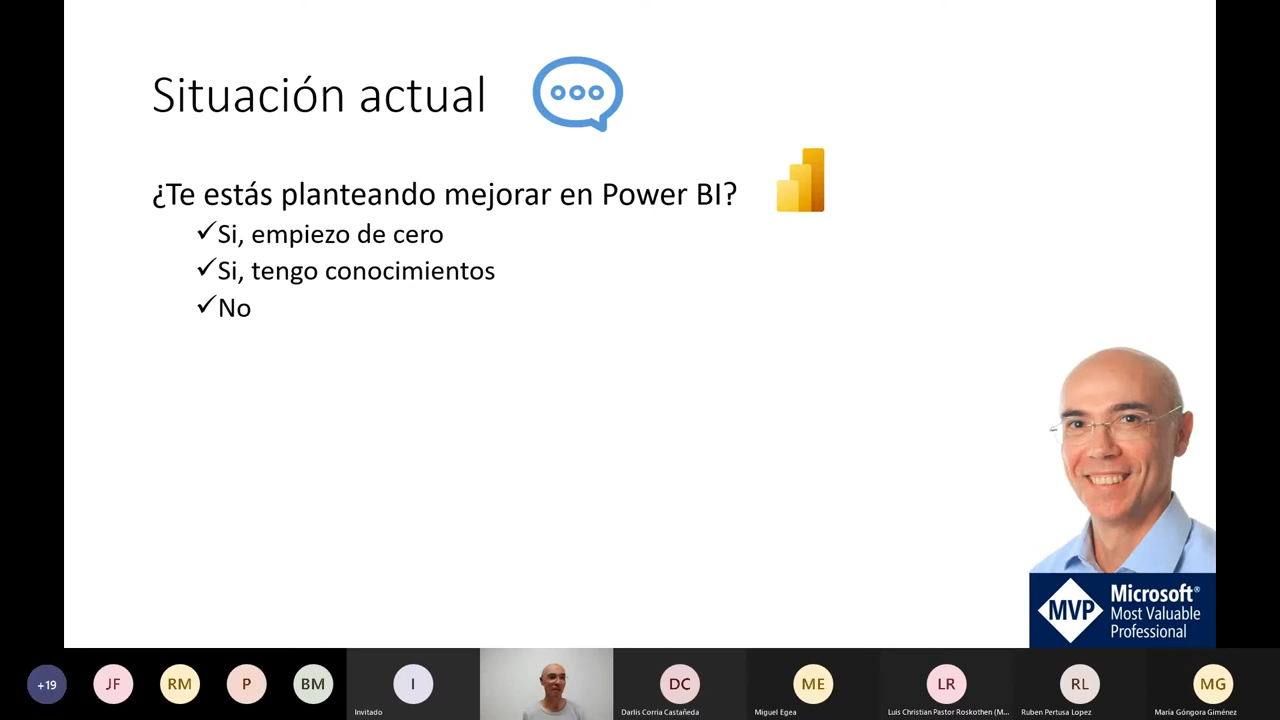 Situación actual
¿Te estás planteando mejorar en Power BI?
✓Si, empiezo de cero
✓Si, tengo conocimientos
✓No
MVP
Microsoft®
Most Valuable
Professional
+19
JF
RM
P
BM
I
DC
ME
LR
RL
MG
Invitado
Darlis Corria Castañeda
Miguel Egea
Luis Christian Pastor Roskothen (M...
Ruben Pertusa Lopez
María Góngora Giménez